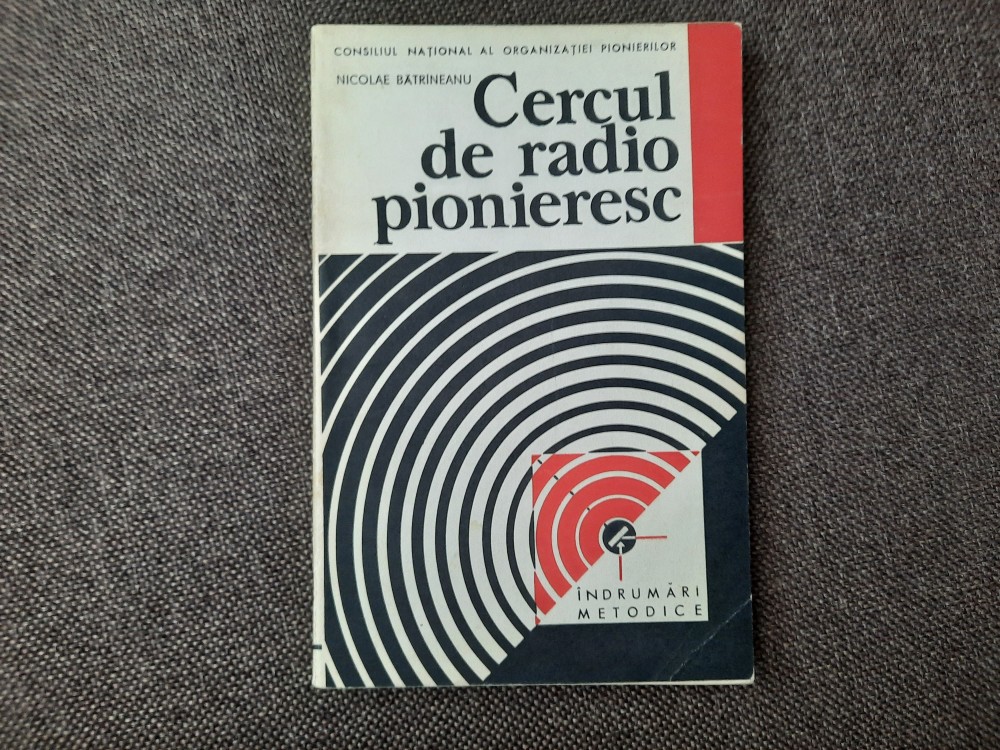 CONSILIUL NAȚIONAL AL ORGANIZAȚIEI PIONIERILOR
NICOLAE BĂTRÎNEANU
Cercul
de radio
pionieresc
ÎNDRUMĂRI
METODICE